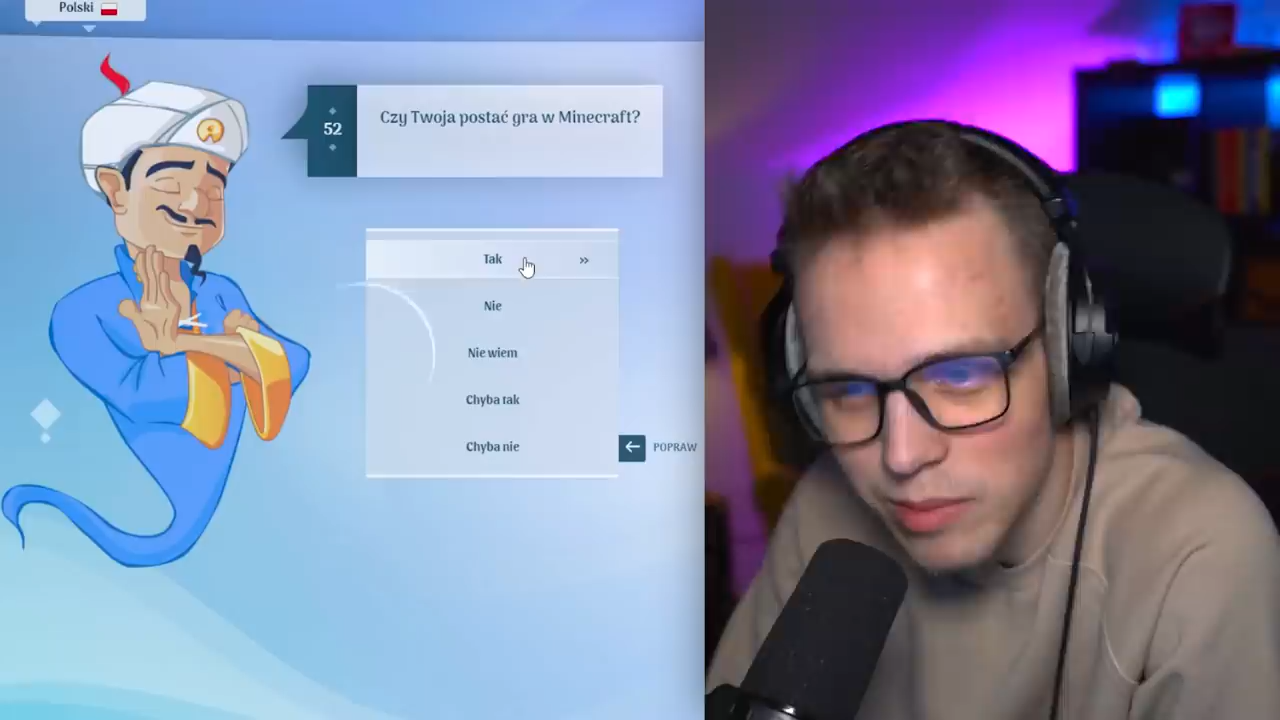 Polski
52
Czy Twoja postać gra w Minecraft?
Tak
Nie
Nie wiem
Chyba tak
Chyba nie
POPRAW